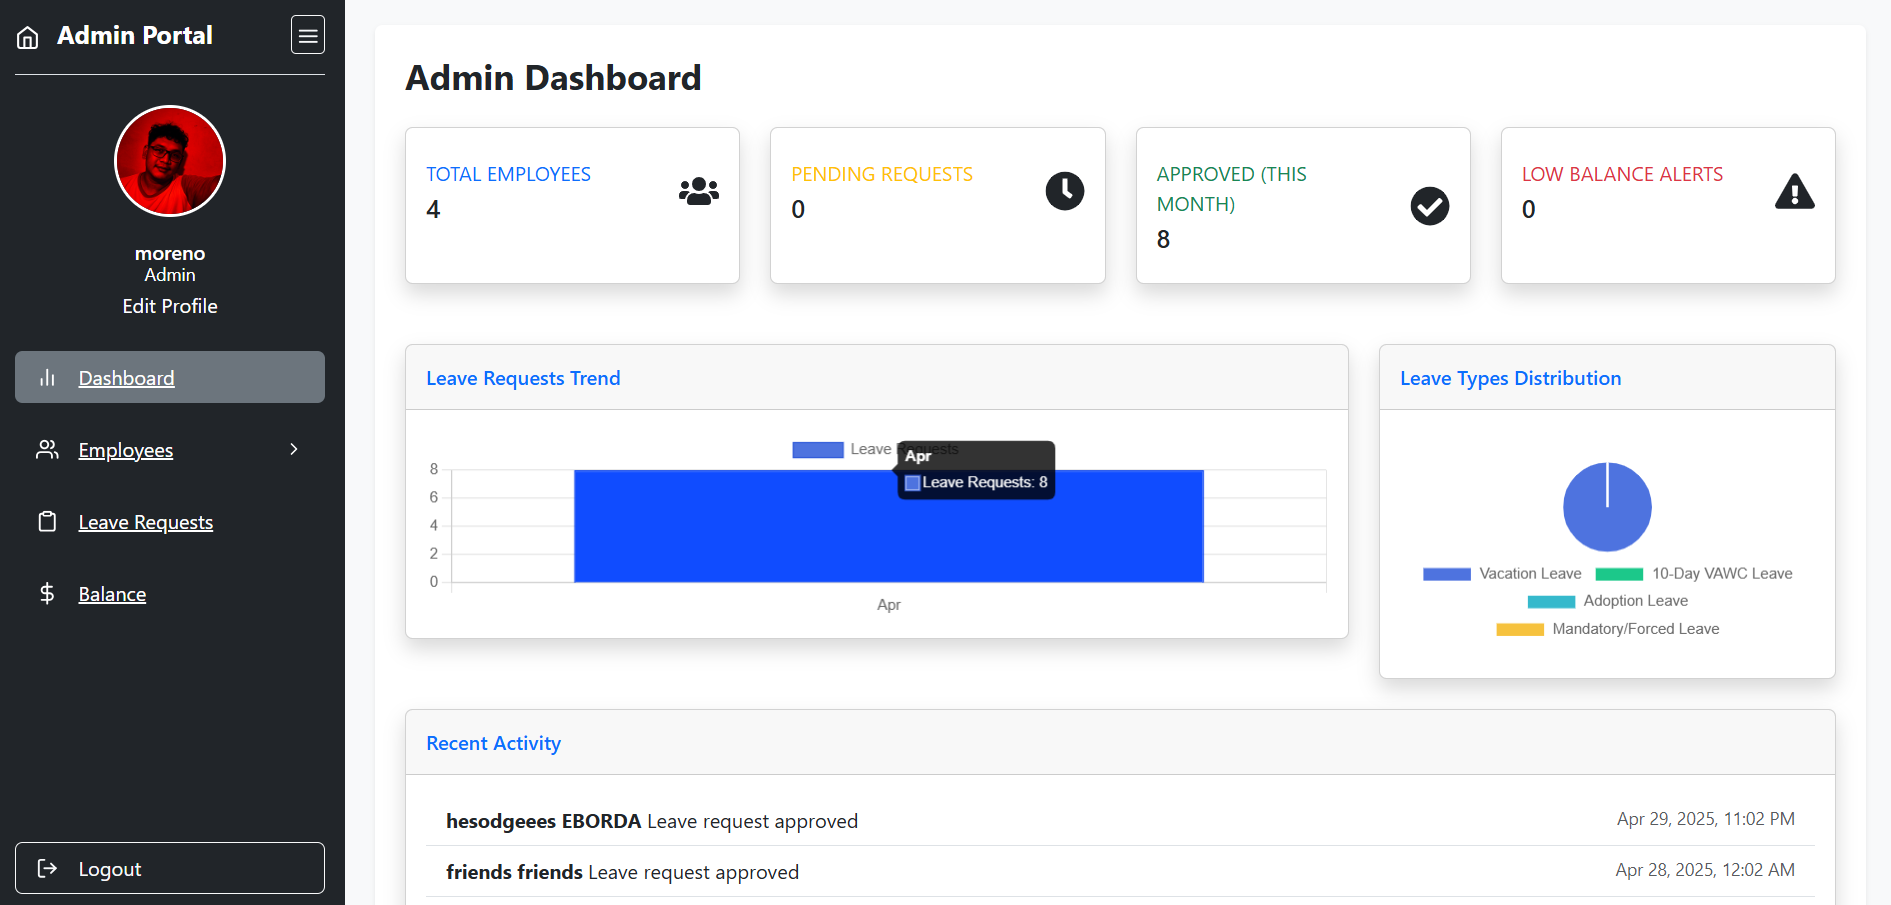 Admin Portal
moreno
Admin
Edit Profile
Dashboard
Employees
Leave Requests
Balance
Logout
Admin Dashboard
TOTAL EMPLOYEES
4
PENDING REQUESTS
0
APPROVED (THIS
MONTH)
8
LOW BALANCE ALERTS
0
Leave Requests Trend
Leave Requests
Apr
Leave Requests: 8
8
6
4
2
0
Apr
Leave Types Distribution
Vacation Leave
10-Day VAWC Leave
Adoption Leave
Mandatory/Forced Leave
Recent Activity
hesodgeees EBORDA Leave request approved
Apr 29, 2025, 11:02 PM
friends friends Leave request approved
Apr 28, 2025, 12:02 AM